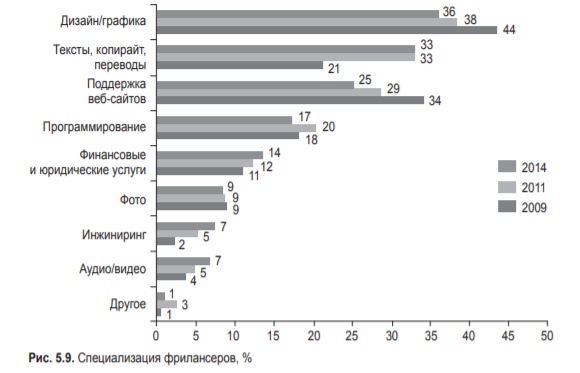 Дизайн/графика
36
38
44
Тексты, копирайт,
переводы
33
33
21
Поддержка
веб-сайтов
25
29
34
Программирование
17
20
18
Финансовые
и юридические услуги
14
12
11
Фото
9
9
9
Инжиниринг
7
5
2
Аудио/видео
7
5
4
Другое
1
3
1
2014
2011
2009
0 5 10 15 20 25 30 35 40 45 50
Рис. 5.9. Специализация фрилансеров, %